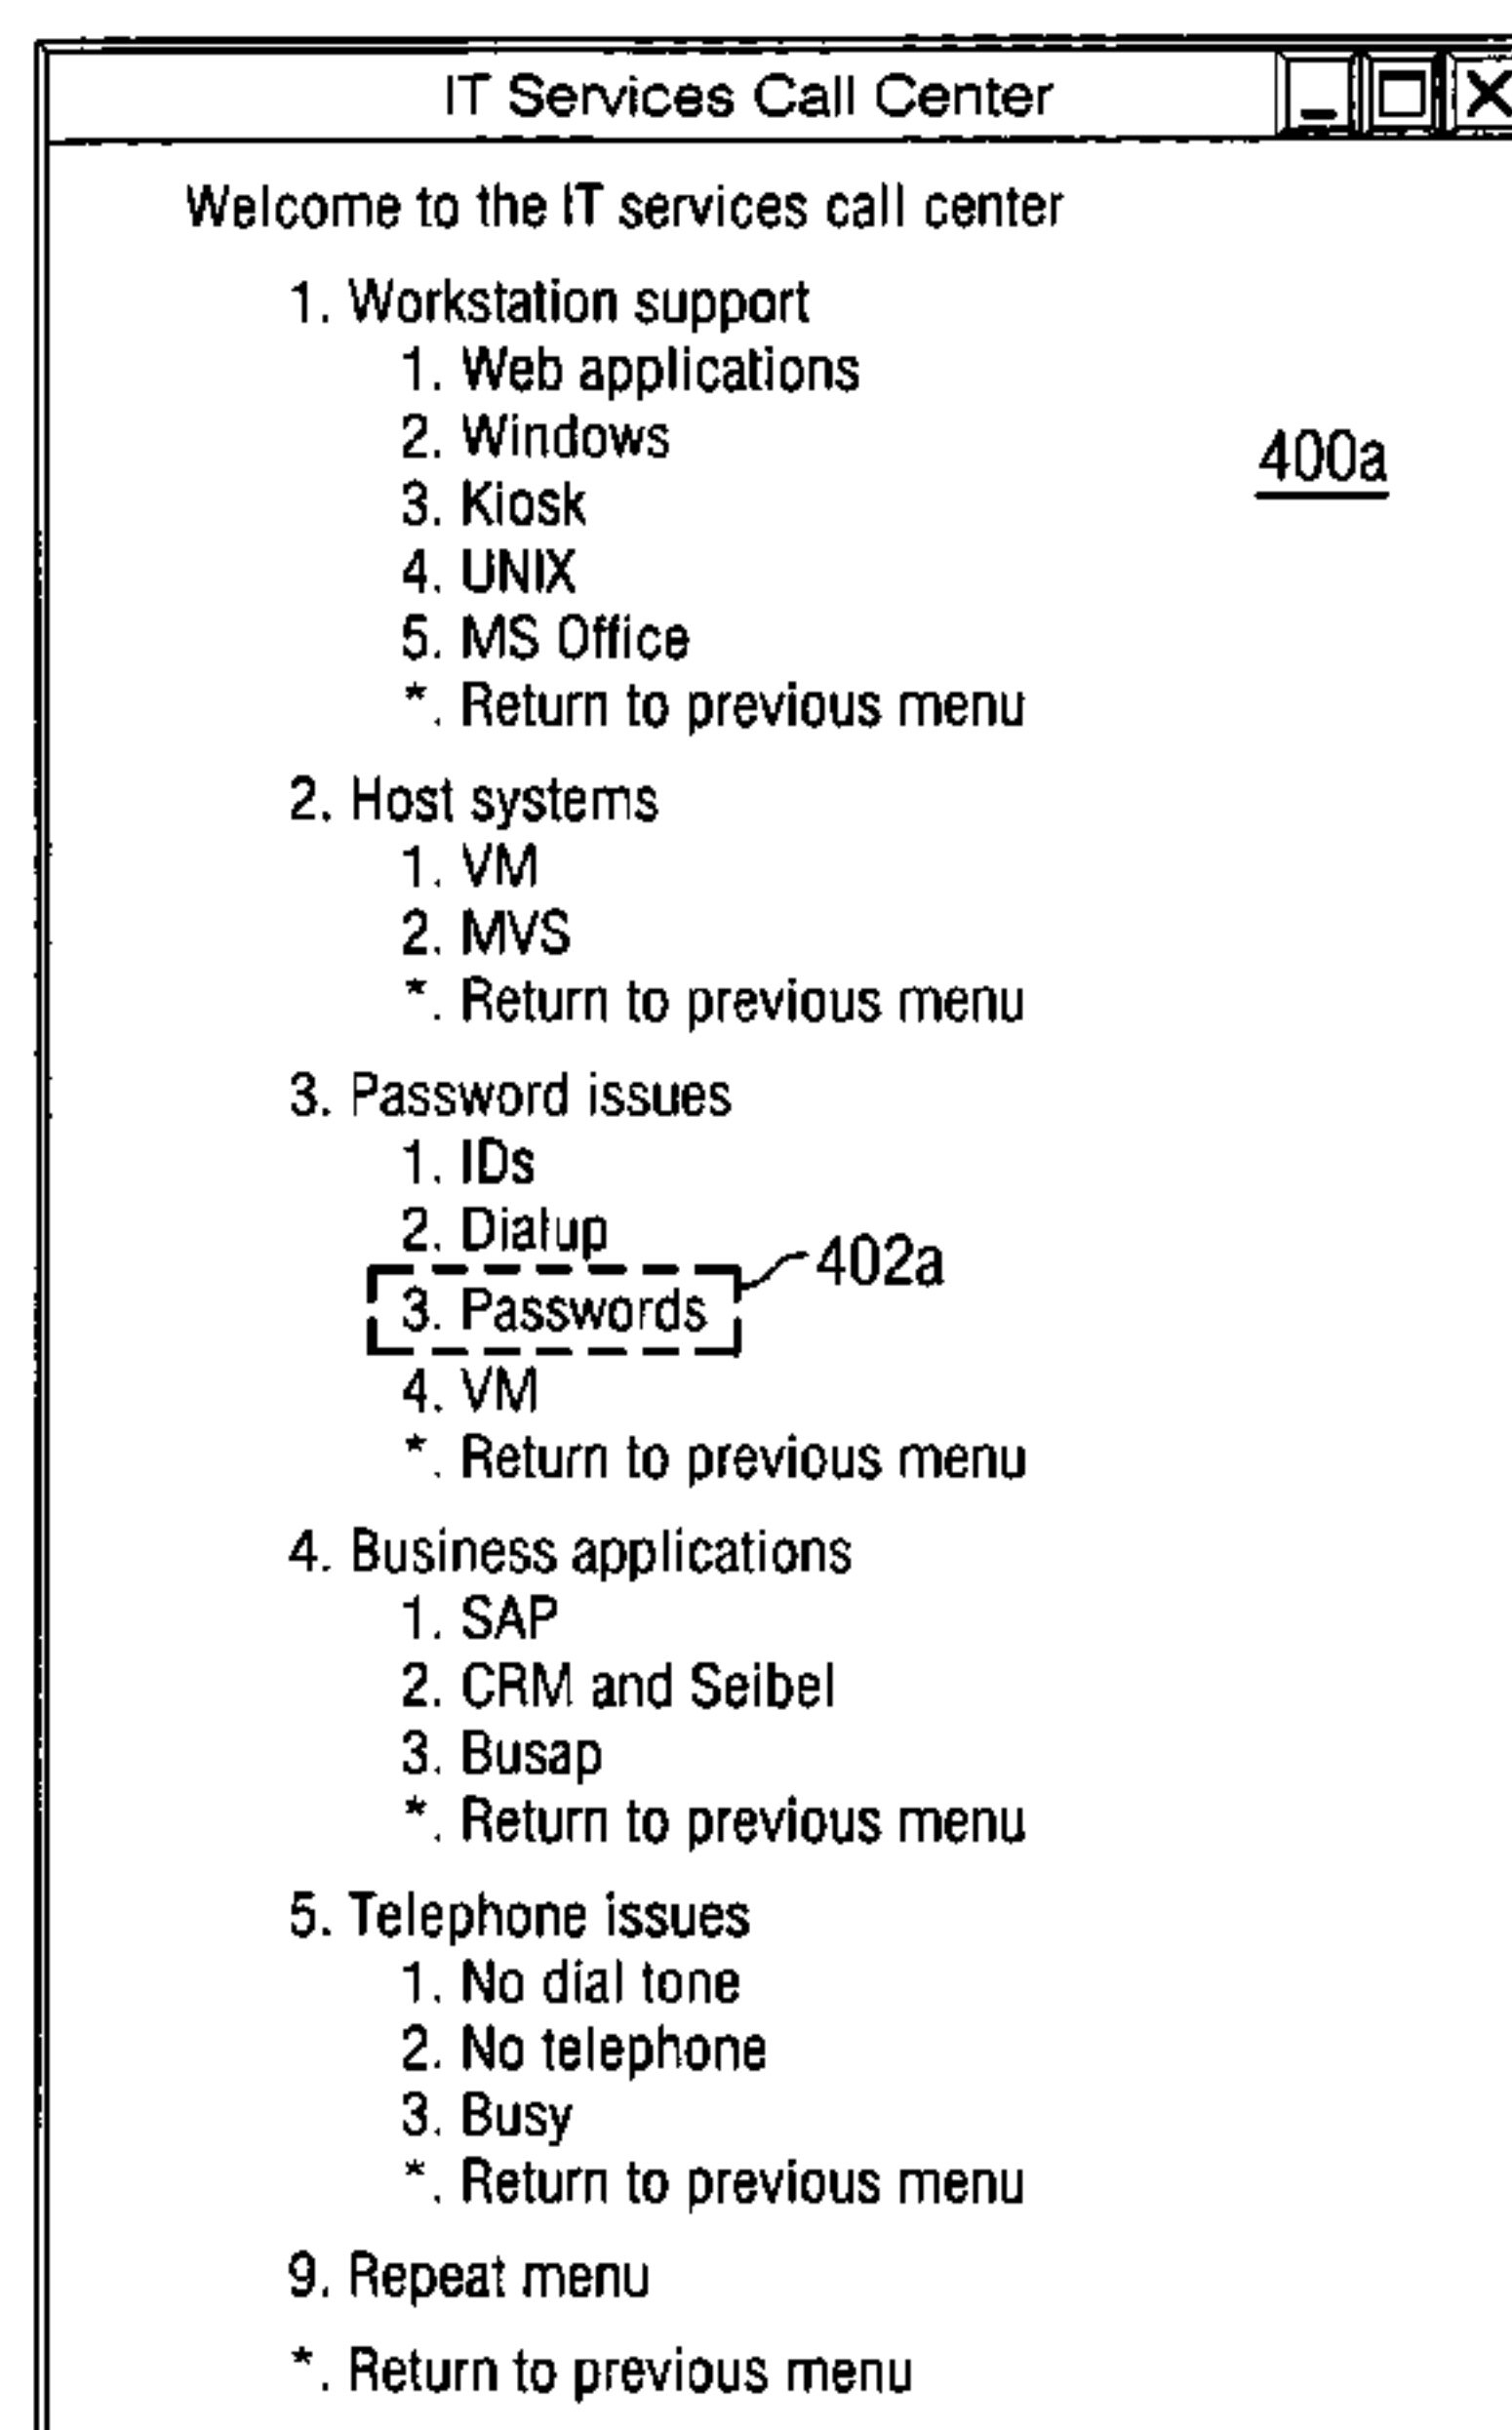 IT Services Call Center
Welcome to the IT services call center
1. Workstation support
1. Web applications
2. Windows
400a
3. Kiosk
4. UNIX
5. MS Office
*. Return to previous menu
2. Host systems
1. VM
2. MVS
*. Return to previous menu
3. Password issues
1. IDs
2. Dialup
402a
3. Passwords
4. VM
*. Return to previous menu
4. Business applications
1. SAP
2. CRM and Seibel
3. Busap
*. Return to previous menu
5. Telephone issues
1. No dial tone
2. No telephone
3. Busy
*. Return to previous menu
9. Repeat menu
*. Return to previous menu